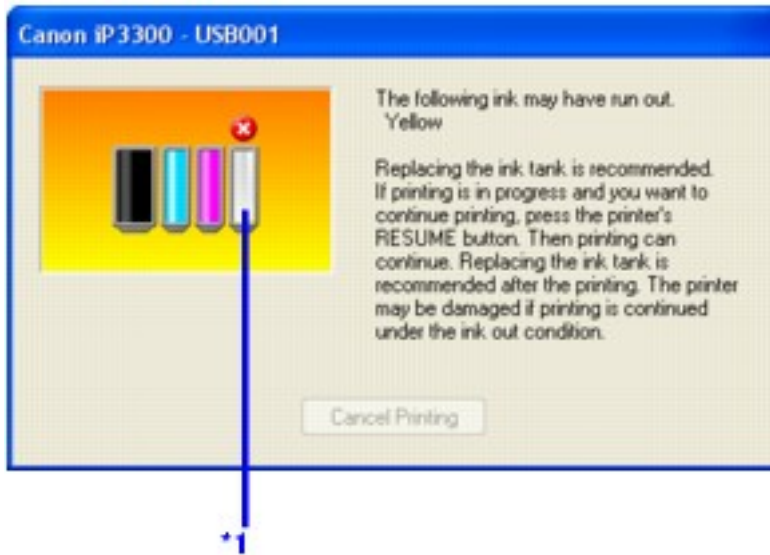 Canon iP3300 - USB001
The following ink may have run out.
Yellow
Replacing the ink tank is recommended.
If printing is in progress and you want to
continue printing, press the printer's
RESUME button. Then printing can
continue. Replacing the ink tank is
recommended after the printing. The printer
may be damaged if printing is continued
under the ink out condition.
Cancel Printing
*1